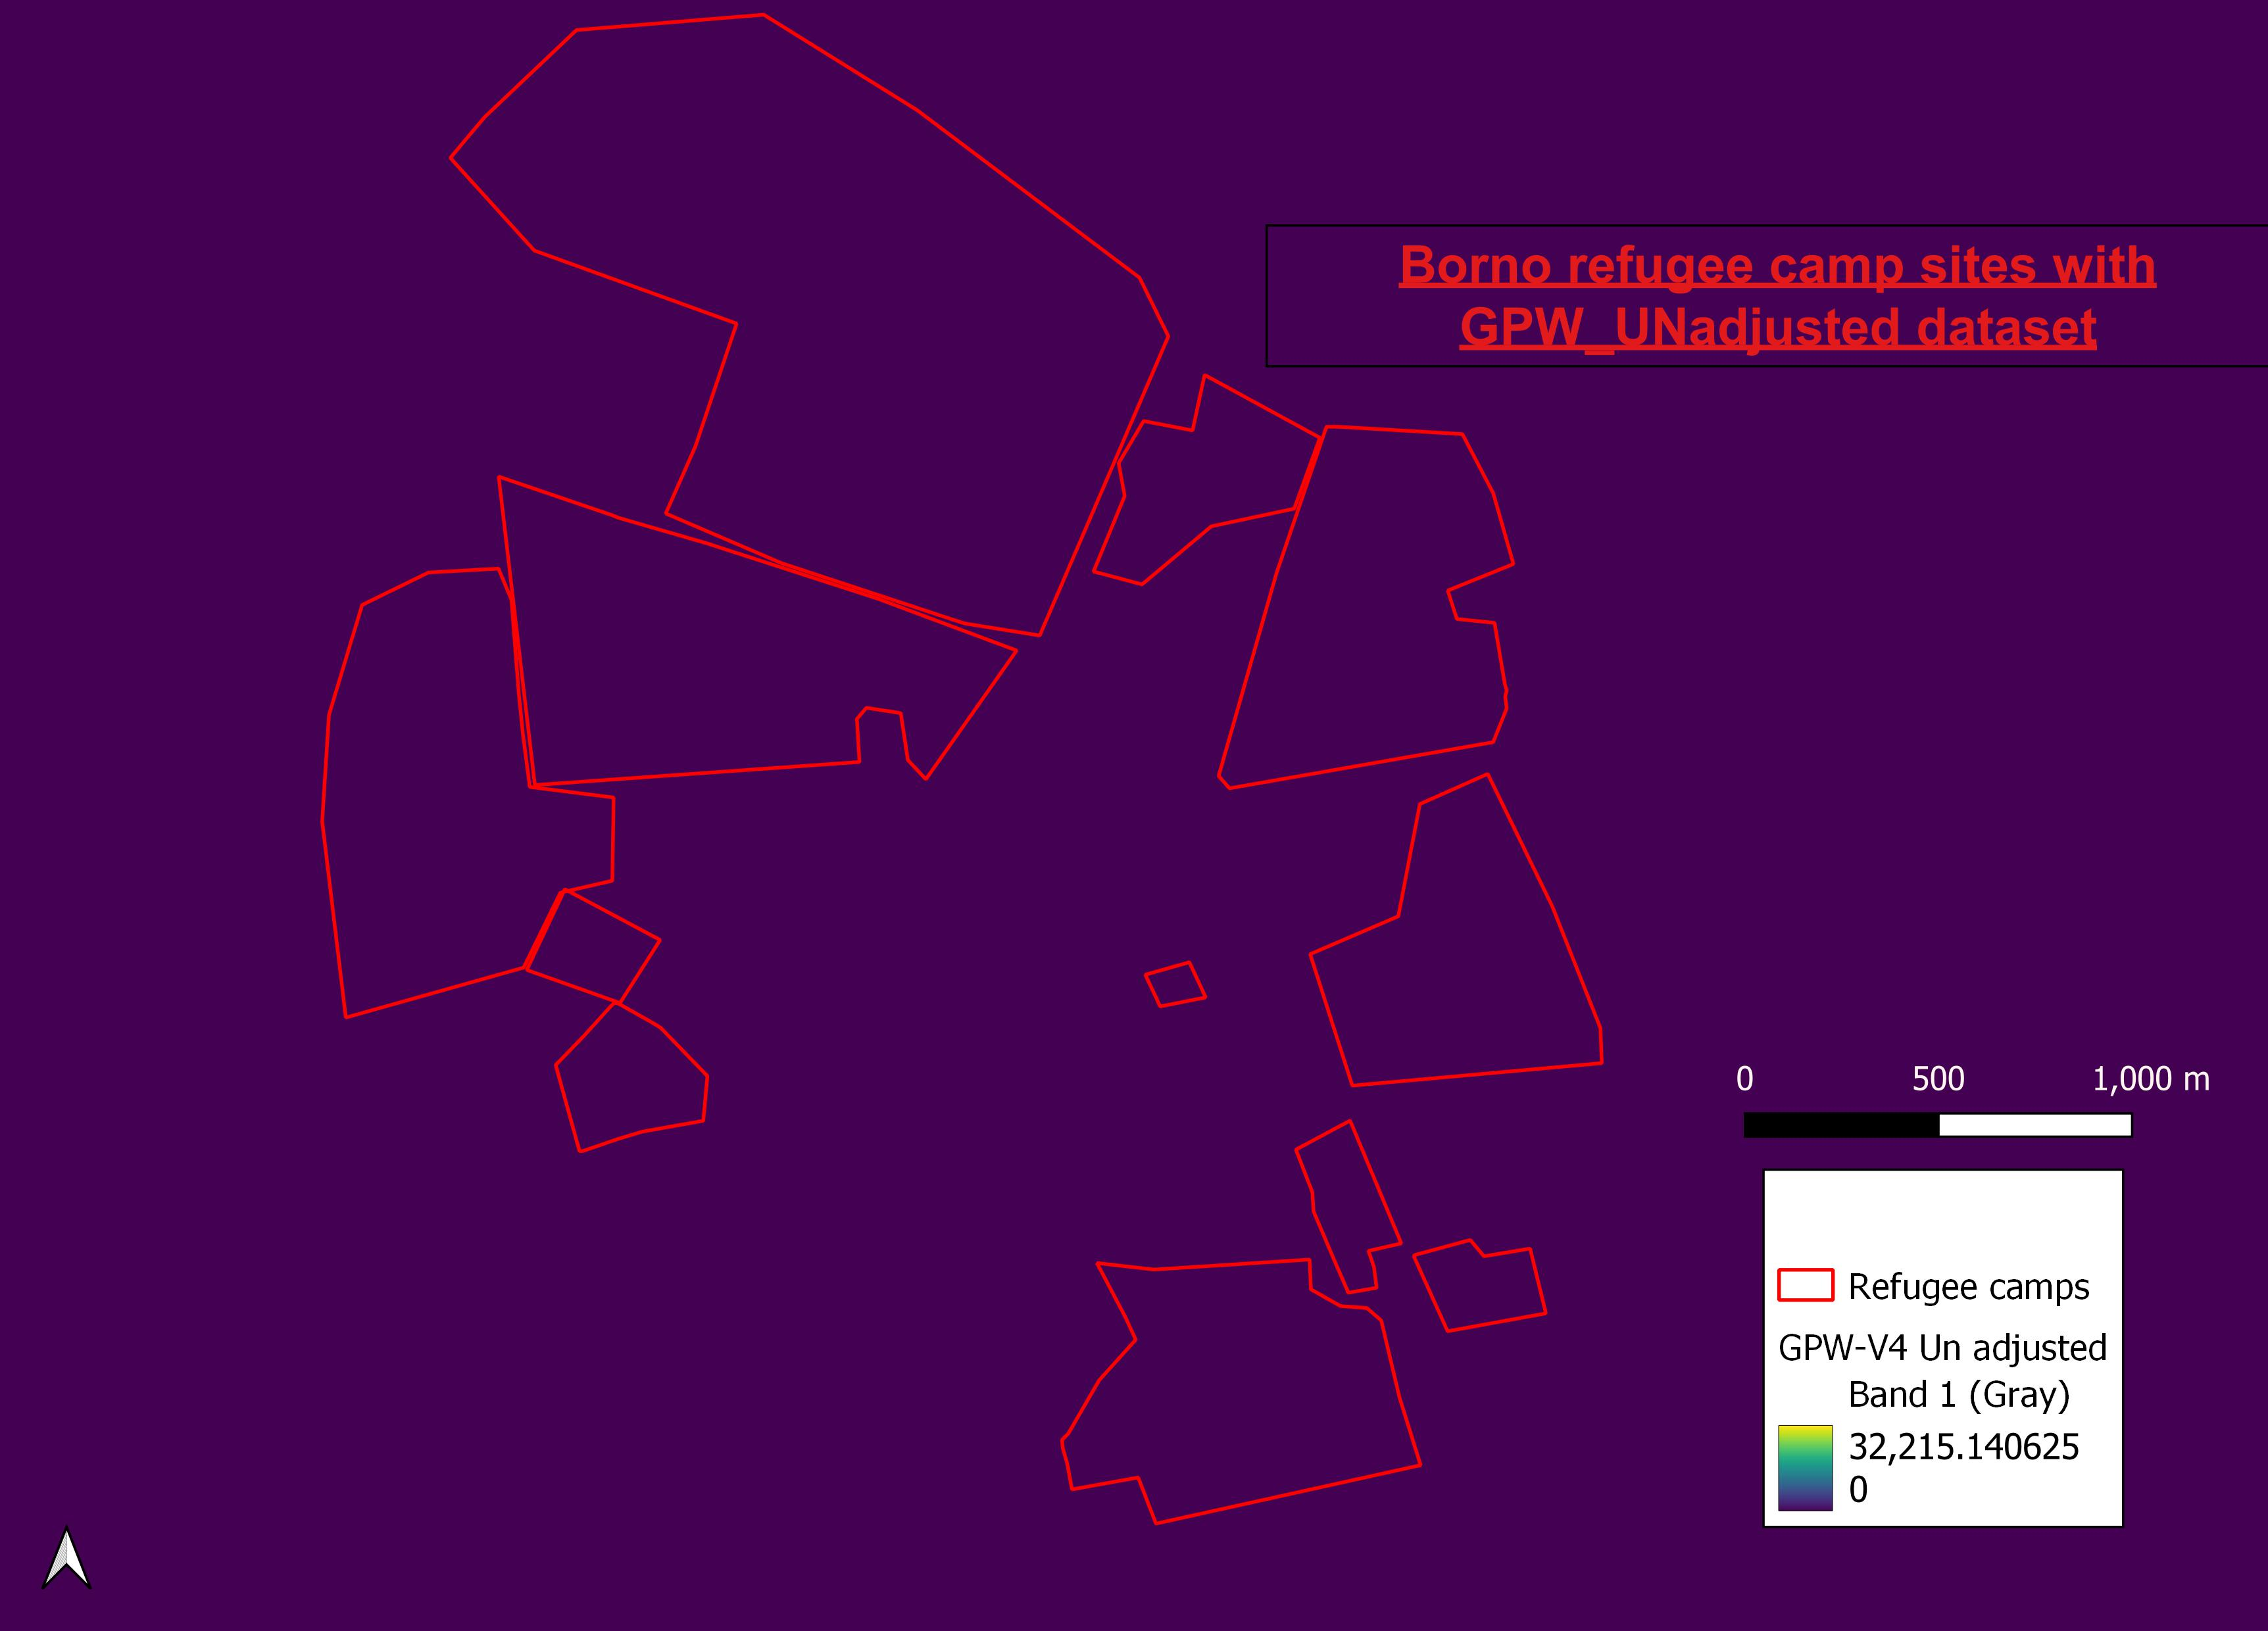 Borno refugee camp sites with
GPW_UNadjusted dataset
0 500 1,000 m
Refugee camps
GPW-V4 Un adjusted
Band 1 (Gray)
32,215.140625
0